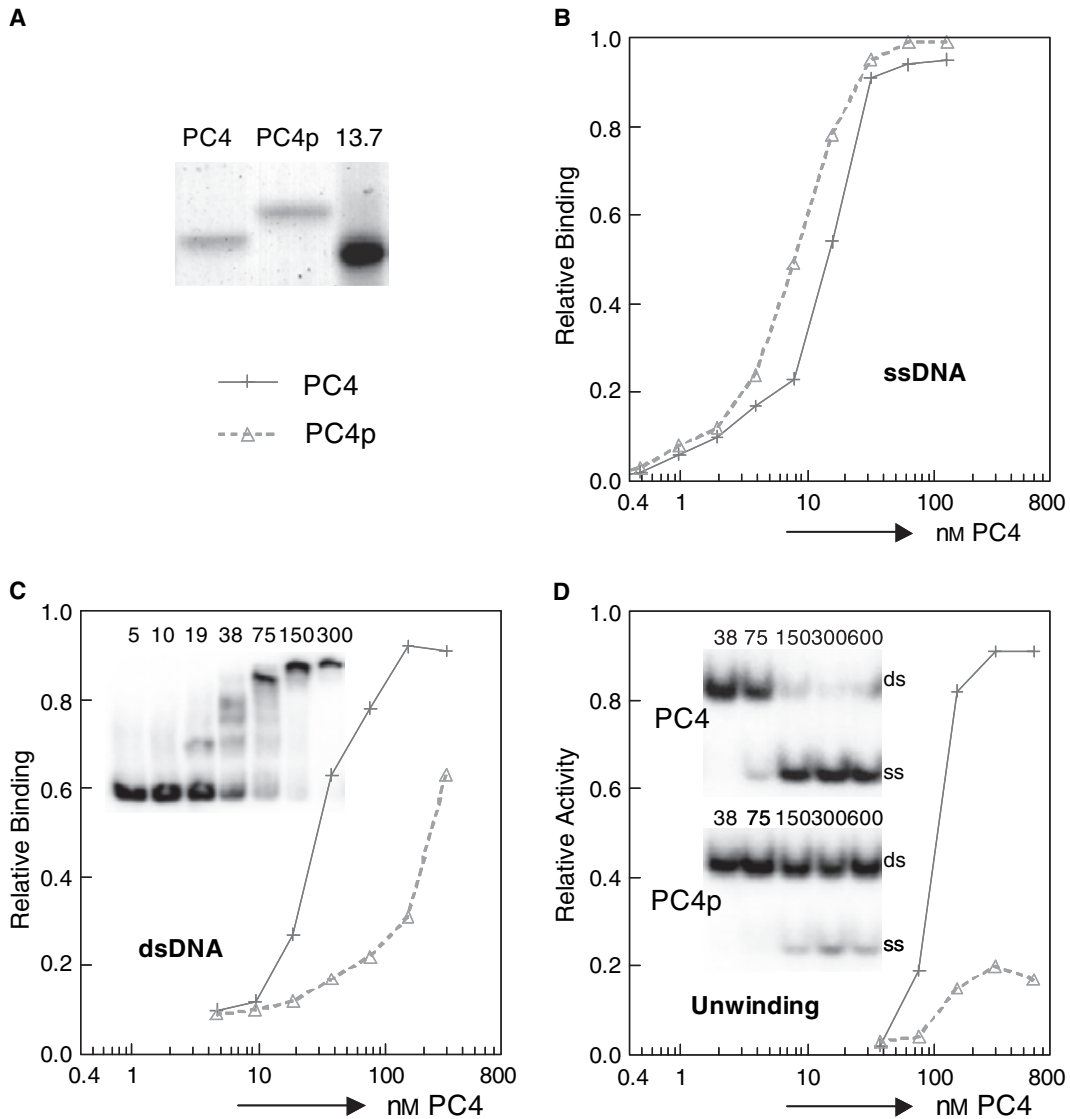 A
PC4 PC4p 13.7
PC4
PC4p
B
1.0
0.8
0.6
0.4
0.2
0.0
Relative Binding
ssDNA
0.4 1 10 100 800
nM PC4
C
1.0
0.8
0.6
0.4
0.2
0.0
Relative Binding
5 10 19 38 75 150 300
dsDNA
0.4 1 10 100 800
nM PC4
D
1.0
0.8
0.6
0.4
0.2
0.0
Relative Activity
38 75 150 300 600
ds
PC4
ss
38 75 150 300 600
ds
PC4p
ss
Unwinding
0.4 1 10 100 800
nM PC4